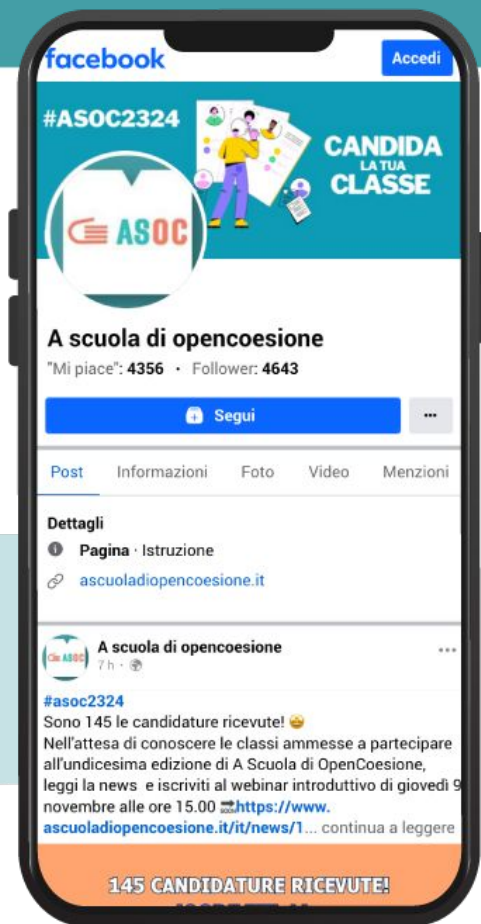 facebook
Accedi
#ASOC2324
CANDIDA
LA TUA
CLASSE
ASOC
A scuola di opencoesione
"Mi piace": 4356 · Follower: 4643
Segui
Post Informazioni Foto Video Menzioni
Dettagli
Pagina · Istruzione
ascuoladiopencoesione.it
ASOC
A scuola di opencoesione
7 h ·
#asoc2324
Sono 145 le candidature ricevute! 🤩
Nell'attesa di conoscere le classi ammesse a partecipare
all'undicesima edizione di A Scuola di OpenCoesione,
leggi la news e iscriviti al webinar introduttivo di giovedì 9
novembre alle ore 15.00 🔜https://www.
ascuoladiopencoesione.it/it/news/1... continua a leggere
145 CANDIDATURE RICEVUTE!